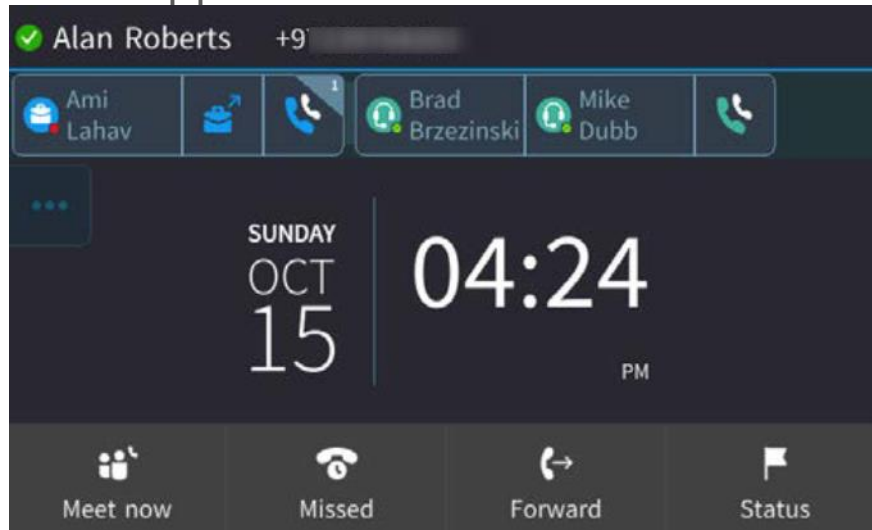 Alan Roberts +9
Ami
Lahav
1
Brad
Brzezinski
Mike
Dubb
SUNDAY
OCT
15
04:24
PM
Meet now
Missed
Forward
Status